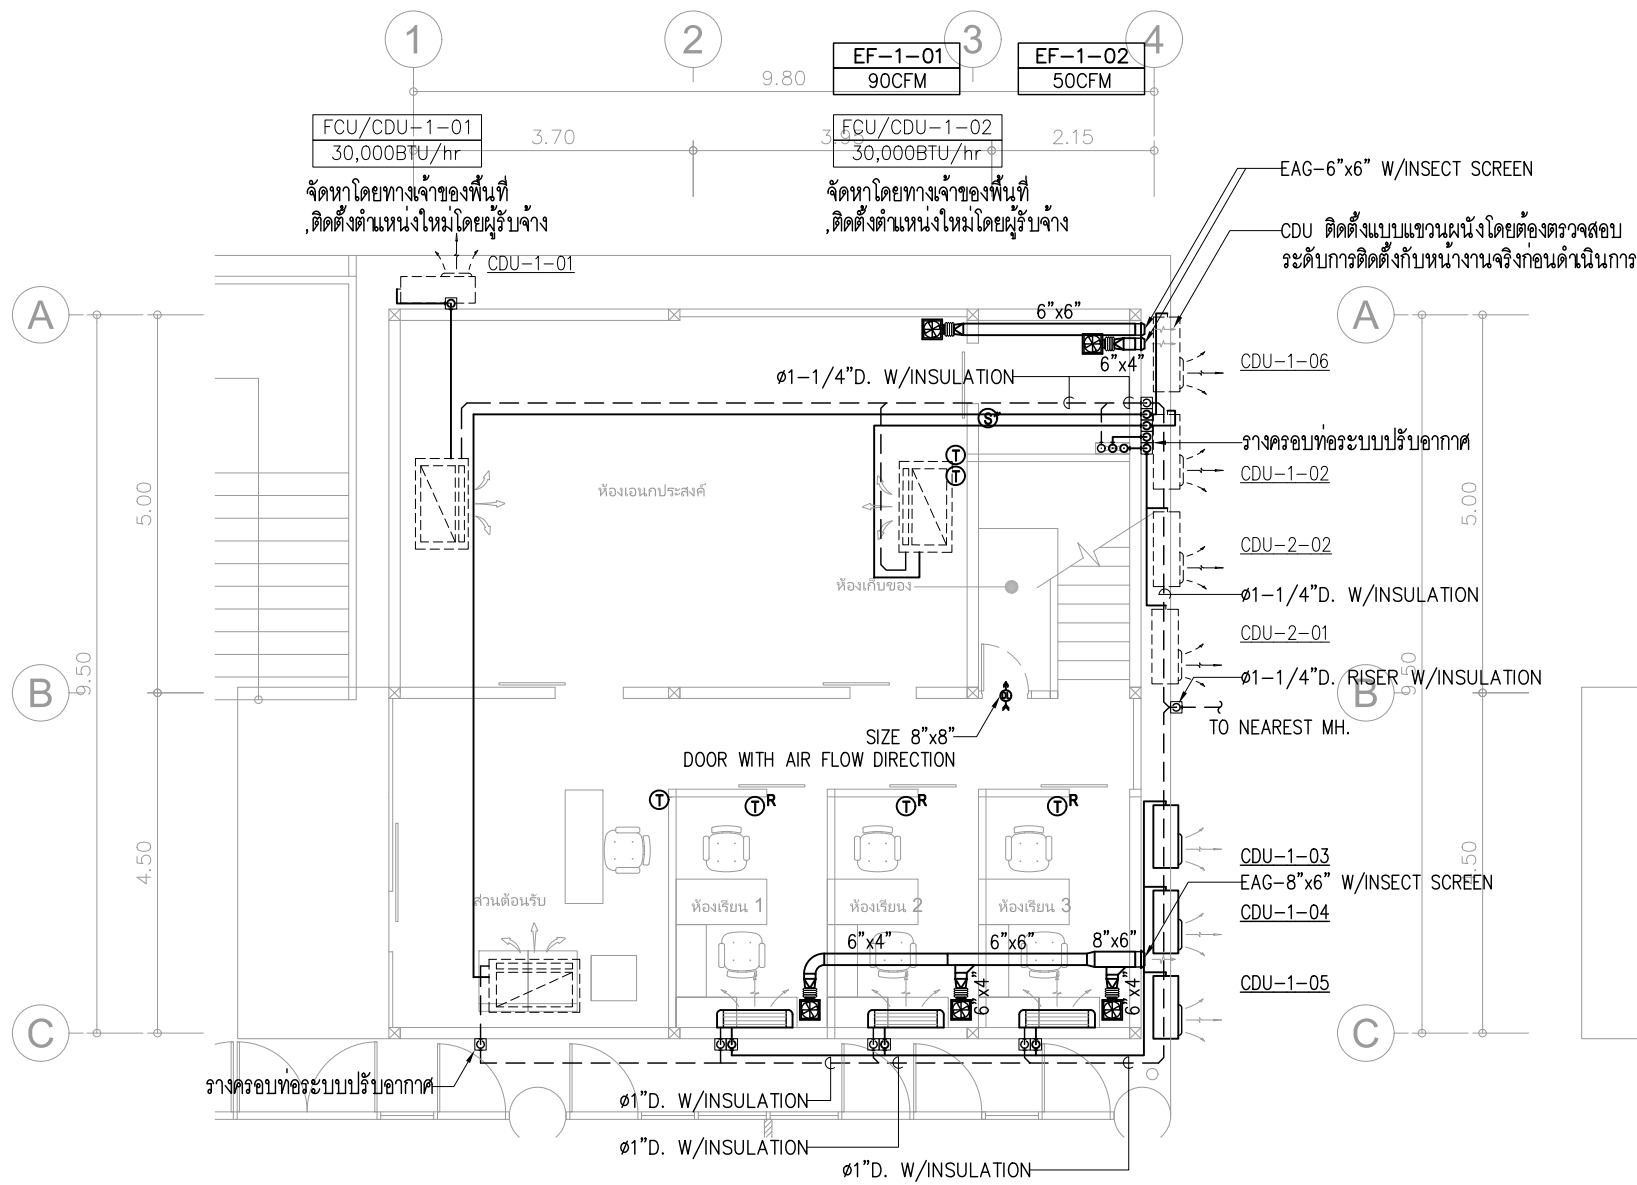 1
2
3
4
EF-1-01
90CFM
EF-1-02
50CFM
9.80
FCU/CDU-1-01
30,000BTU/hr
3.70
3.95
FCU/CDU-1-02
30,000BTU/hr
2.15
จัดหาโดยทางเจ้าของพื้นที่
,ติดตั้งตำแหน่งใหม่โดยผู้รับจ้าง
จัดหาโดยทางเจ้าของพื้นที่
,ติดตั้งตำแหน่งใหม่โดยผู้รับจ้าง
EAG-6"x6" W/INSECT SCREEN
CDU ติดตั้งแบบแขวนผนังโดยต้องตรวจสอบ
ระดับการติดตั้งกับหน้างานจริงก่อนดำเนินการ
CDU-1-01
A
A
6"x6"
6"x4"
CDU-1-06
ø1-1/4"D. W/INSULATION
S
รางครอบท่อระบบปรับอากาศ
T
T
CDU-1-02
ห้องเอนกประสงค์
5.00
5.00
CDU-2-02
ห้องเก็บของ
ø1-1/4"D. W/INSULATION
CDU-2-01
9.50
9.50
ø1-1/4"D. RISER W/INSULATION
B
B
TO NEAREST MH.
SIZE 8"x8"
DOOR WITH AIR FLOW DIRECTION
T
T R
T R
T R
4.50
4.50
CDU-1-03
EAG-8"x6" W/INSECT SCREEN
CDU-1-04
ส่วนต้อนรับ
ห้องเรียน 1
ห้องเรียน 2
ห้องเรียน 3
6"x4"
6"x6"
8"x6"
6"x4"
6"x4"
CDU-1-05
C
C
รางครอบท่อระบบปรับอากาศ
ø1"D. W/INSULATION
ø1"D. W/INSULATION
ø1"D. W/INSULATION